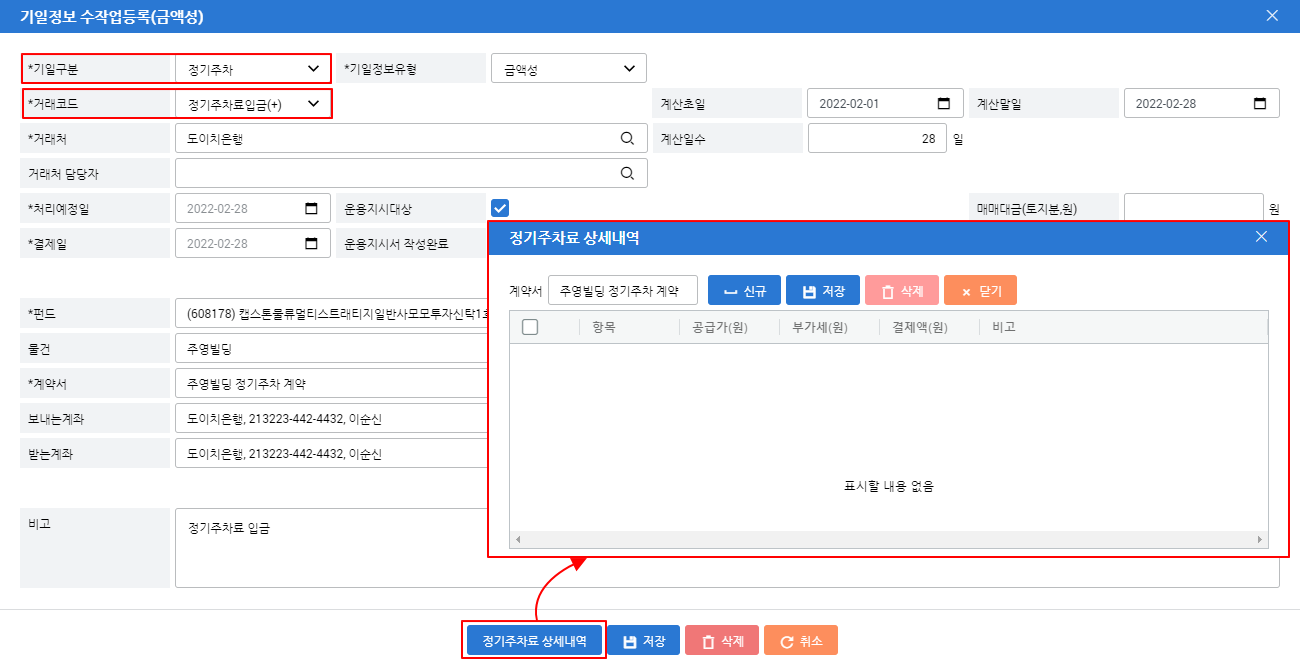 기일정보 수작업등록(금액성)
*기일구분 정기주차 *기일정보유형 금액성
*거래코드 정기주차료입금(+) 계산초일 2022-02-01 계산말일 2022-02-28
*거래처 도이치은행 계산일수 28 일
거래처 담당자
*처리예정일 2022-02-28 운용지시대상 매매대금(토지분,원) 원
*결제일 2022-02-28 운용지시서 작성완료
정기주차료 상세내역
계약서 주영빌딩 정기주차 계약 신규 저장 삭제 닫기
항목 공급가(원) 부가세(원) 결제액(원) 비고
표시할 내용 없음
*펀드 (608178) 캡스톤물류멀티스트래티지일반사모모투자신탁1호
물건 주영빌딩
*계약서 주영빌딩 정기주차 계약
보내는계좌 도이치은행, 213223-442-4432, 이순신
받는계좌 도이치은행, 213223-442-4432, 이순신
비고 정기주차료 입금
정기주차료 상세내역 저장 삭제 취소